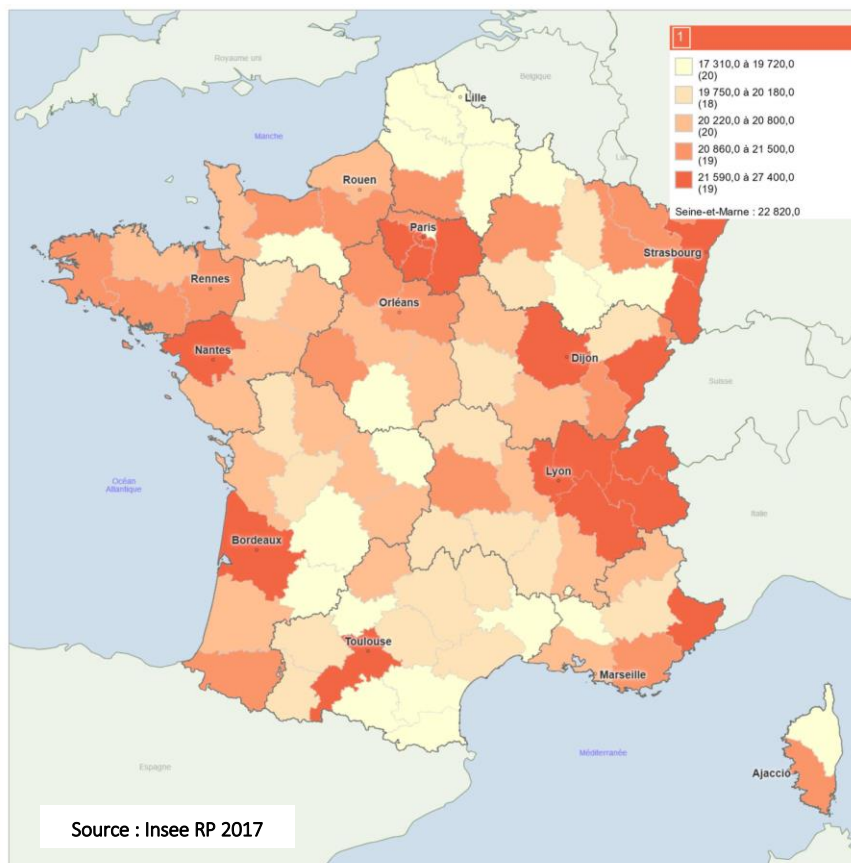 1
17 310,0 à 19 720,0
(20)
19 750,0 à 20 180,0
(18)
20 220,0 à 20 800,0
(20)
20 860,0 à 21 500,0
(19)
21 590,0 à 27 400,0
(19)
Seine-et-Marne : 22 820,0
Royaume uni
Belgique
Lille
Manche
Lux
Rouen
Paris
Strasbourg
Rennes
Orléans
Nantes
Dijon
Suisse
Océan
Atlantique
Lyon
Italie
Bordeaux
Toulouse
Marseille
Méditerranée
Ajaccio
Espagne
Source : Insee RP 2017